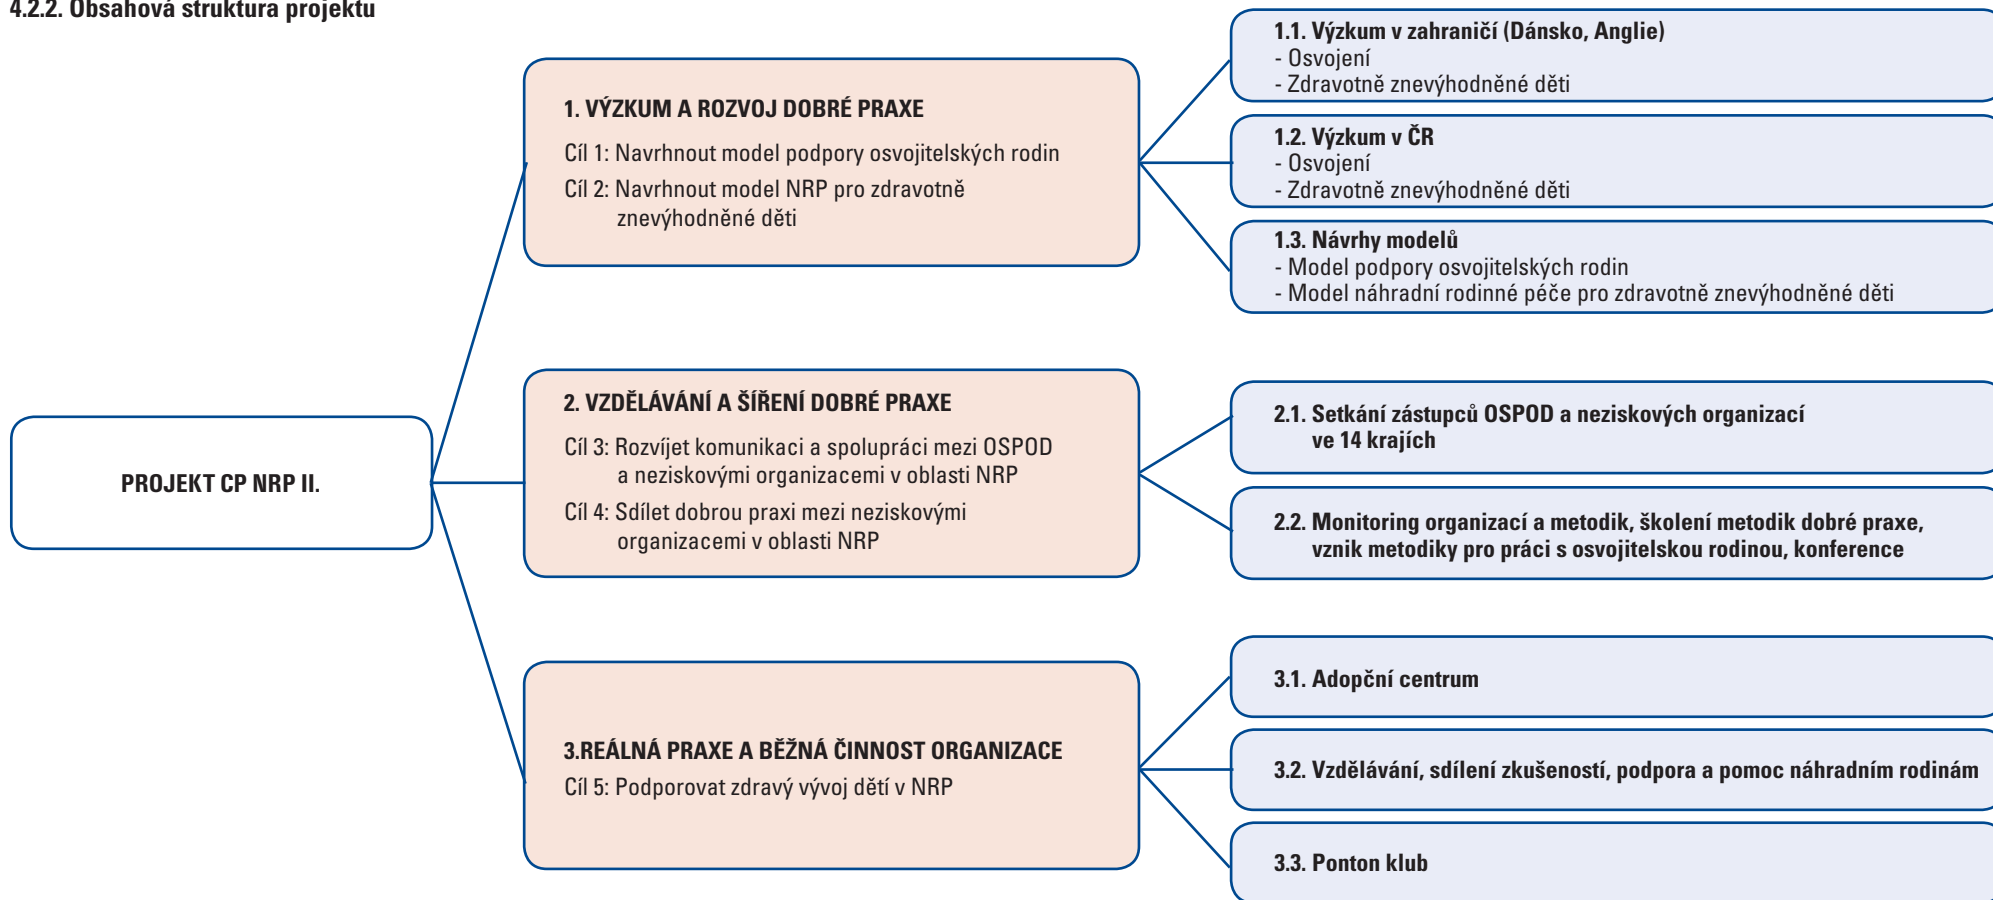 4.2.2. Obsahová struktura projektu
PROJEKT CP NRP II.
1. VÝZKUM A ROZVOJ DOBRÉ PRAXE
Cíl 1: Navrhnout model podpory osvojitelských rodin
Cíl 2: Navrhnout model NRP pro zdravotně
znevýhodněné děti
1.1. Výzkum v zahraničí (Dánsko, Anglie)
- Osvojení
- Zdravotně znevýhodněné děti
1.2. Výzkum v ČR
- Osvojení
- Zdravotně znevýhodněné děti
1.3. Návrhy modelů
- Model podpory osvojitelských rodin
- Model náhradní rodinné péče pro zdravotně znevýhodněné děti
2. VZDĚLÁVÁNÍ A ŠÍŘENÍ DOBRÉ PRAXE
Cíl 3: Rozvíjet komunikaci a spolupráci mezi OSPOD
a neziskovými organizacemi v oblasti NRP
Cíl 4: Sdílet dobrou praxi mezi neziskovými
organizacemi v oblasti NRP
2.1. Setkání zástupců OSPOD a neziskových organizací
ve 14 krajích
2.2. Monitoring organizací a metodik, školení metodik dobré praxe,
vznik metodiky pro práci s osvojitelskou rodinou, konference
3.REÁLNÁ PRAXE A BĚŽNÁ ČINNOST ORGANIZACE
Cíl 5: Podporovat zdravý vývoj dětí v NRP
3.1. Adopční centrum
3.2. Vzdělávání, sdílení zkušeností, podpora a pomoc náhradním rodinám
3.3. Ponton klub